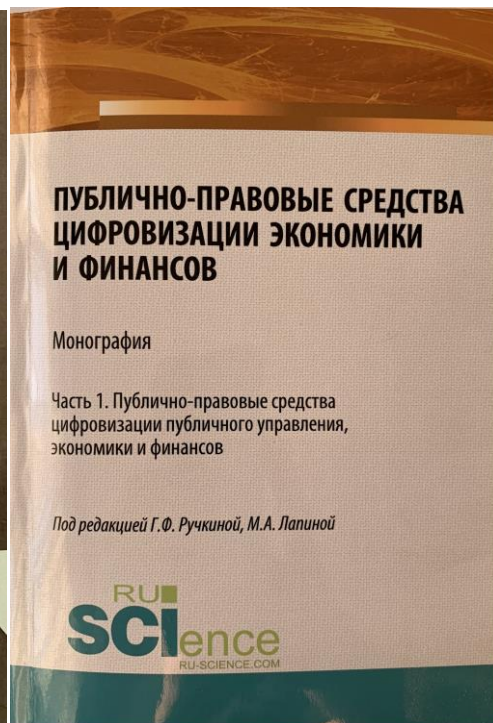 ПУБЛИЧНО-ПРАВОВЫЕ СРЕДСТВА
ЦИФРОВИЗАЦИИ ЭКОНОМИКИ
И ФИНАНСОВ
Монография
Часть 1. Публично-правовые средства
цифровизации публичного управления,
экономики и финансов
Под редакцией Г.Ф. Ручкиной, М.А. Лапиной
RU
SCIence
RU-SCIENCE.COM